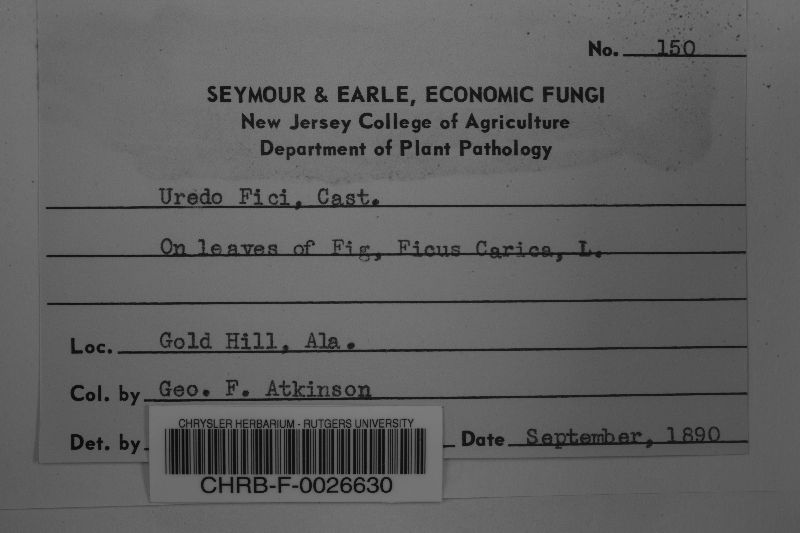 No. 150
SEYMOUR & EARLE, ECONOMIC FUNGI
New Jersey College of Agriculture
Department of Plant Pathology
Uredo Fici, Cast.
On leaves of Fig, Ficus Carica, L.
Loc. Gold Hill, Ala.
Col. by Geo. F. Atkinson
Det. by
Date September, 1890
CHRYSLER HERBARIUM - RUTGERS UNIVERSITY
CHRB-F-0026630